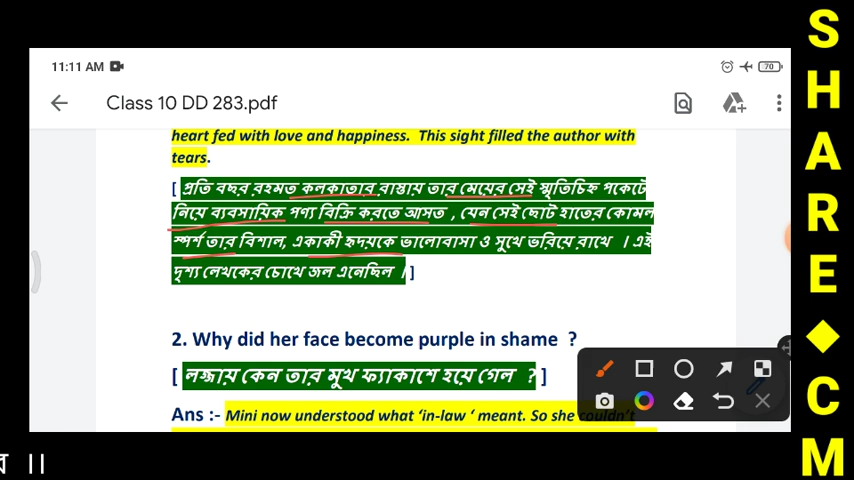 11:11 AM
70
Class 10 DD 283.pdf
heart fed with love and happiness. This sight filled the author with
tears.
[ প্রতি বছর রহমত কলকাতার রাস্তায় তার মেয়ের সেই স্মৃতিচিহ্ন পকেটে
নিয়ে ব্যবসায়িক পণ্য বিক্রি করতে আসত , যেন সেই ছোট হাতের কোমল
স্পর্শ তার বিশাল, একাকী হৃদয়কে ভালোবাসা ও সুখে ভরিয়ে রাখে । এই
দৃশ্য লেখকের চোখে জল এনেছিল । ]
2. Why did her face become purple in shame ?
[ লজ্জায় কেন তার মুখ ফ্যাকাশে হয়ে গেল ? ]
Ans :- Mini now understood what ‘in-law ‘ meant. So she couldn’t
SHARE◆CM